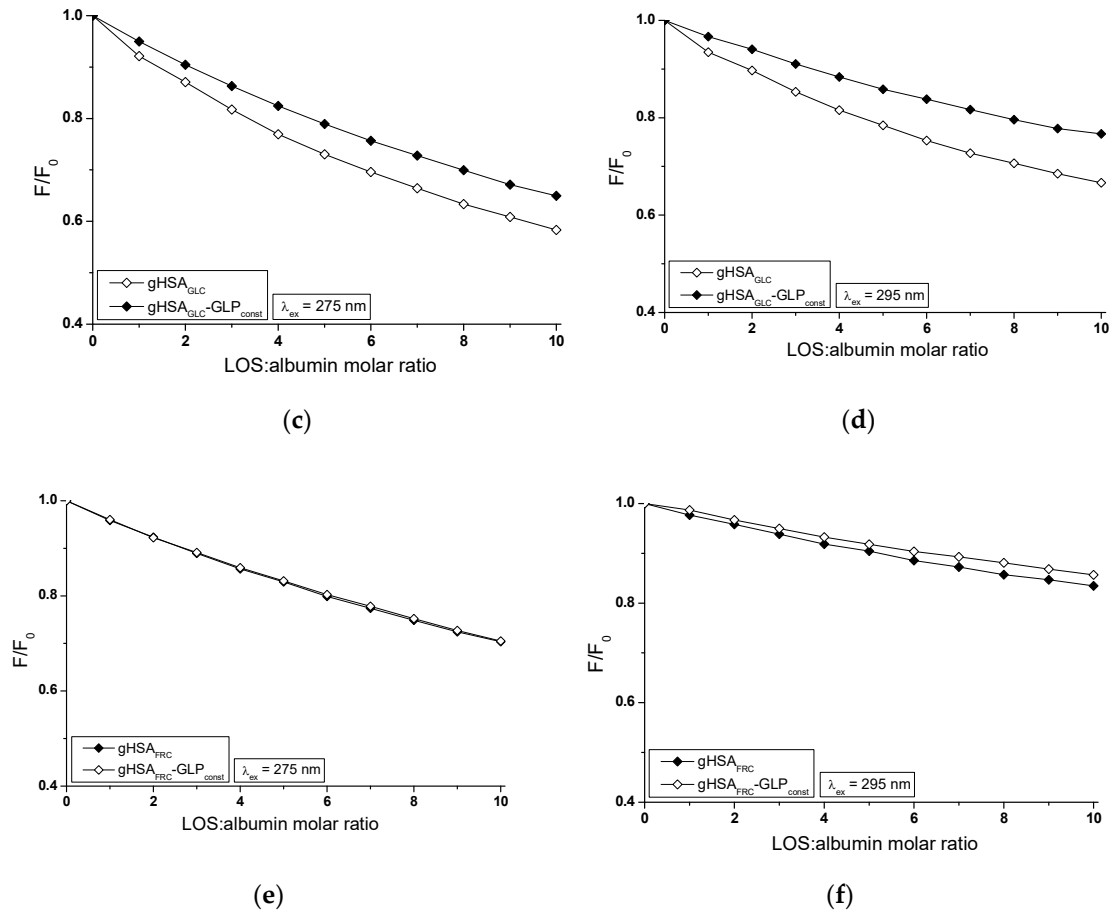 1.0
0.8
0.6
0.4
F/F0
gHSAGLC
gHSAGLC-GLPconst
λex = 275 nm
0 2 4 6 8 10
LOS:albumin molar ratio
(c)
1.0
0.8
0.6
0.4
F/F0
gHSAGLC
gHSAGLC-GLPconst
λex = 295 nm
0 2 4 6 8 10
LOS:albumin molar ratio
(d)
1.0
0.8
0.6
0.4
F/F0
gHSAFRC
gHSAFRC-GLPconst
λex = 275 nm
0 2 4 6 8 10
LOS:albumin molar ratio
(e)
1.0
0.8
0.6
0.4
F/F0
gHSAFRC
gHSAFRC-GLPconst
λex = 295 nm
0 2 4 6 8 10
LOS:albumin molar ratio
(f)